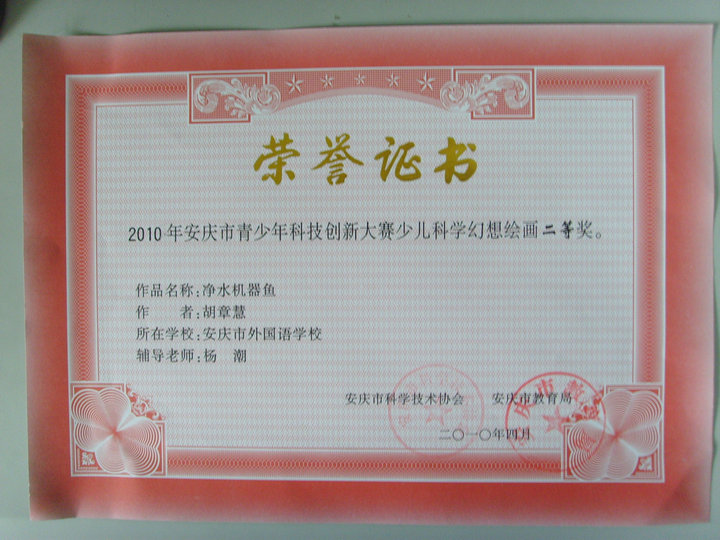 荣誉证书
2010年安庆市青少年科技创新大赛少儿科学幻想绘画二等奖。
作品名称:净水机器鱼
作　　者:胡章慧
所在学校:安庆市外国语学校
辅导老师:杨　潮
安庆市科学技术协会　　安庆市教育局
二〇一〇年四月